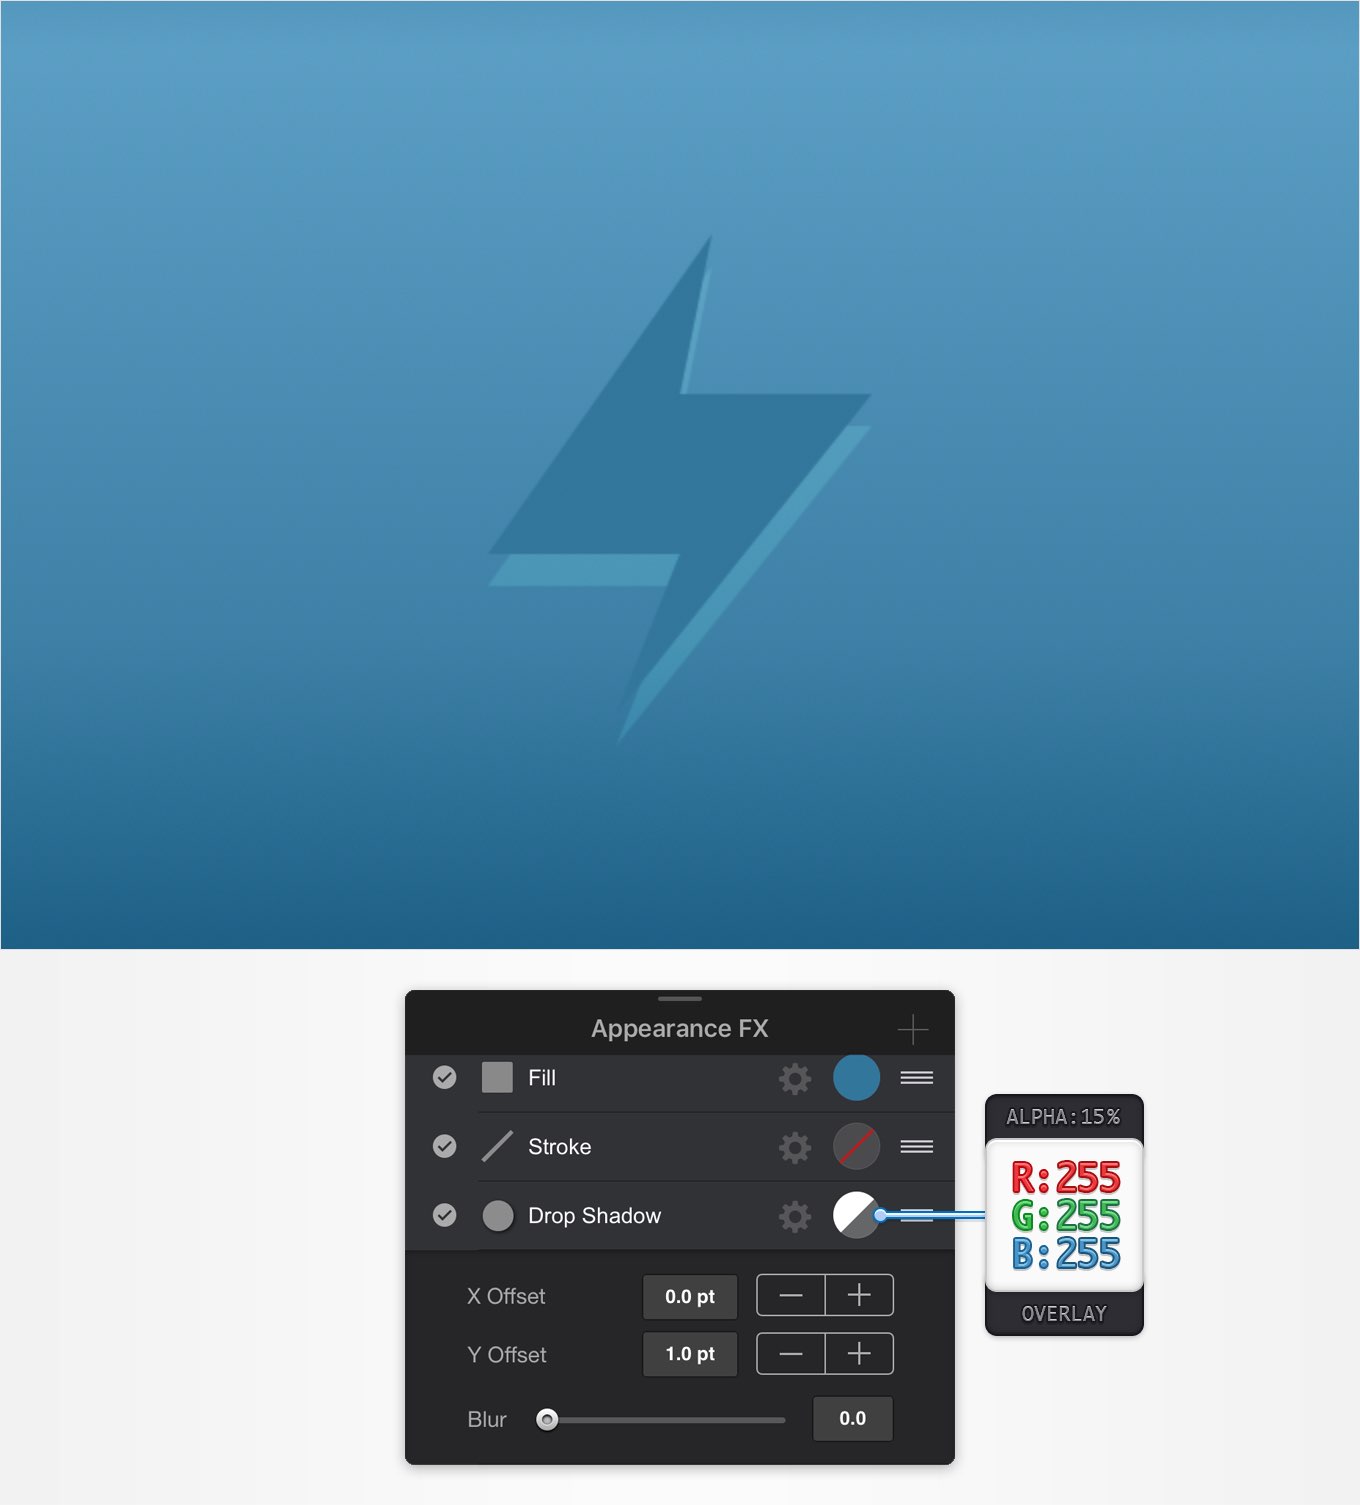 Appearance FX
Fill
Stroke
Drop Shadow
X Offset 0.0 pt
Y Offset 1.0 pt
Blur 0.0
ALPHA:15%
R:255
G:255
B:255
OVERLAY